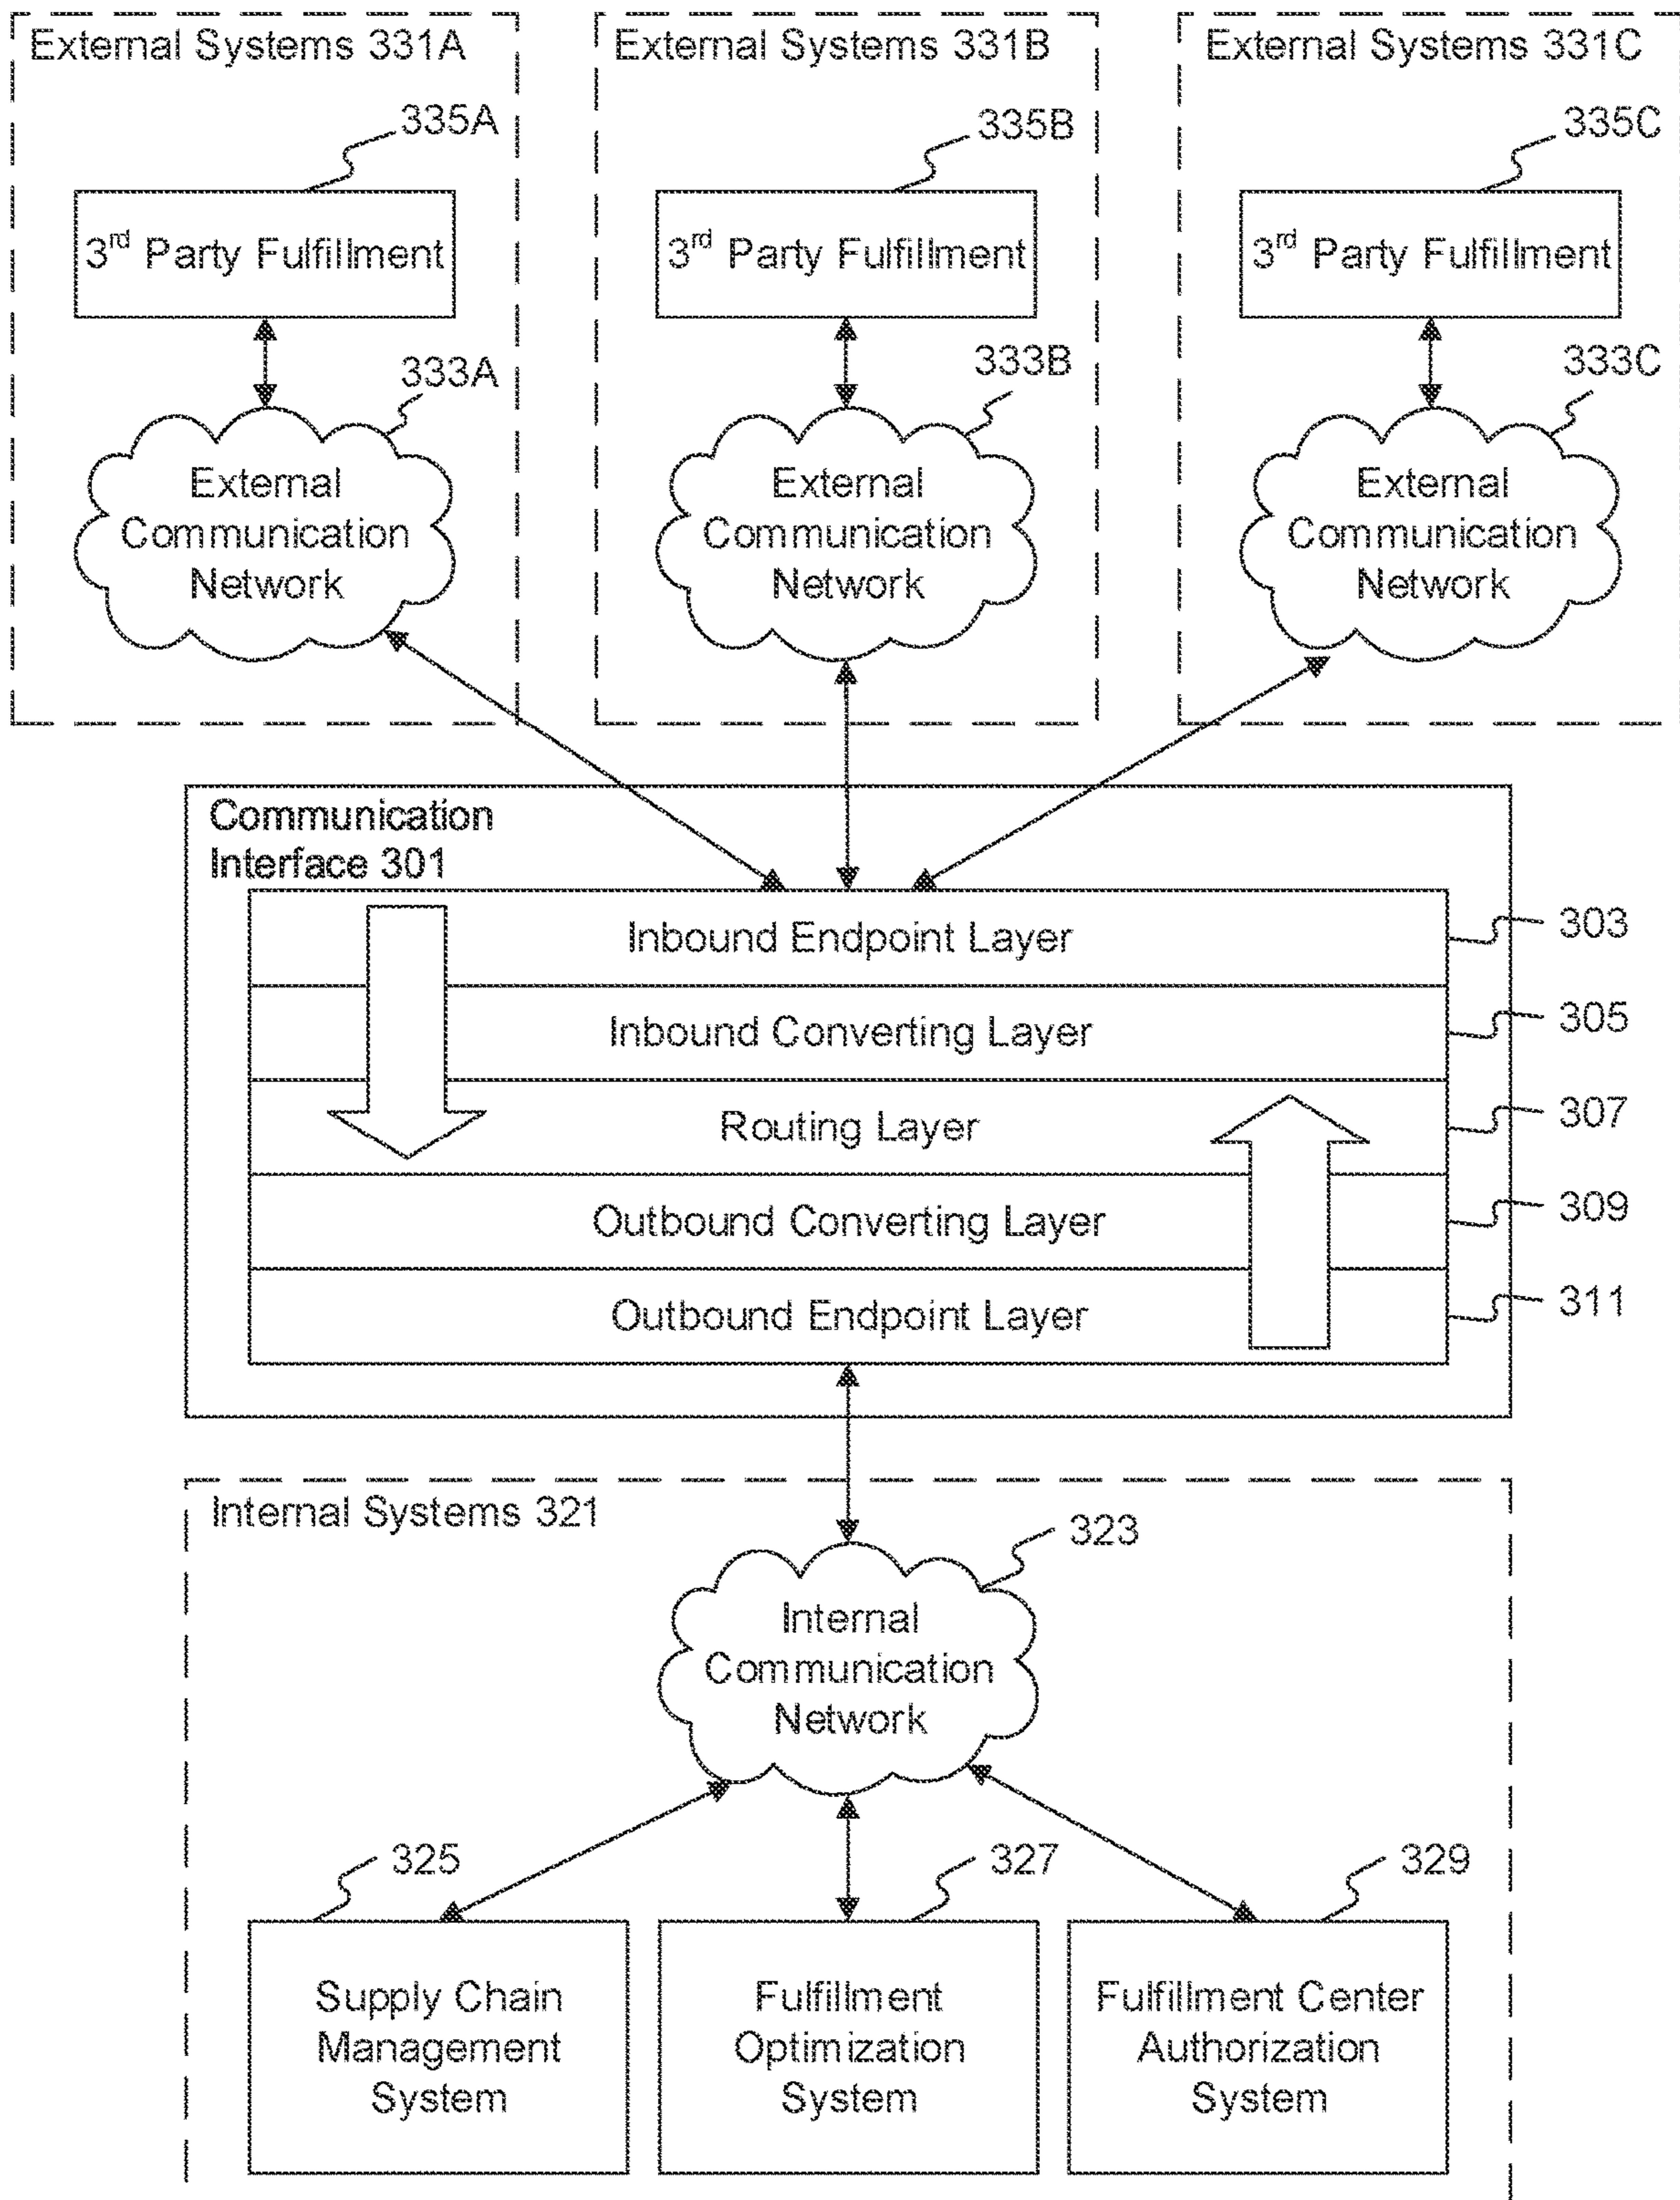 External Systems 331A
External Systems 331B
External Systems 331C
335A
335B
335C
3rd Party Fulfillment
3rd Party Fulfillment
3rd Party Fulfillment
333A
333B
333C
External
Communication
Network
External
Communication
Network
External
Communication
Network
Communication
Interface 301
Inbound Endpoint Layer
303
Inbound Converting Layer
305
Routing Layer
307
Outbound Converting Layer
309
Outbound Endpoint Layer
311
Internal Systems 321
323
Internal
Communication
Network
325
327
329
Supply Chain
Management
System
Fulfillment
Optimization
System
Fulfillment Center
Authorization
System